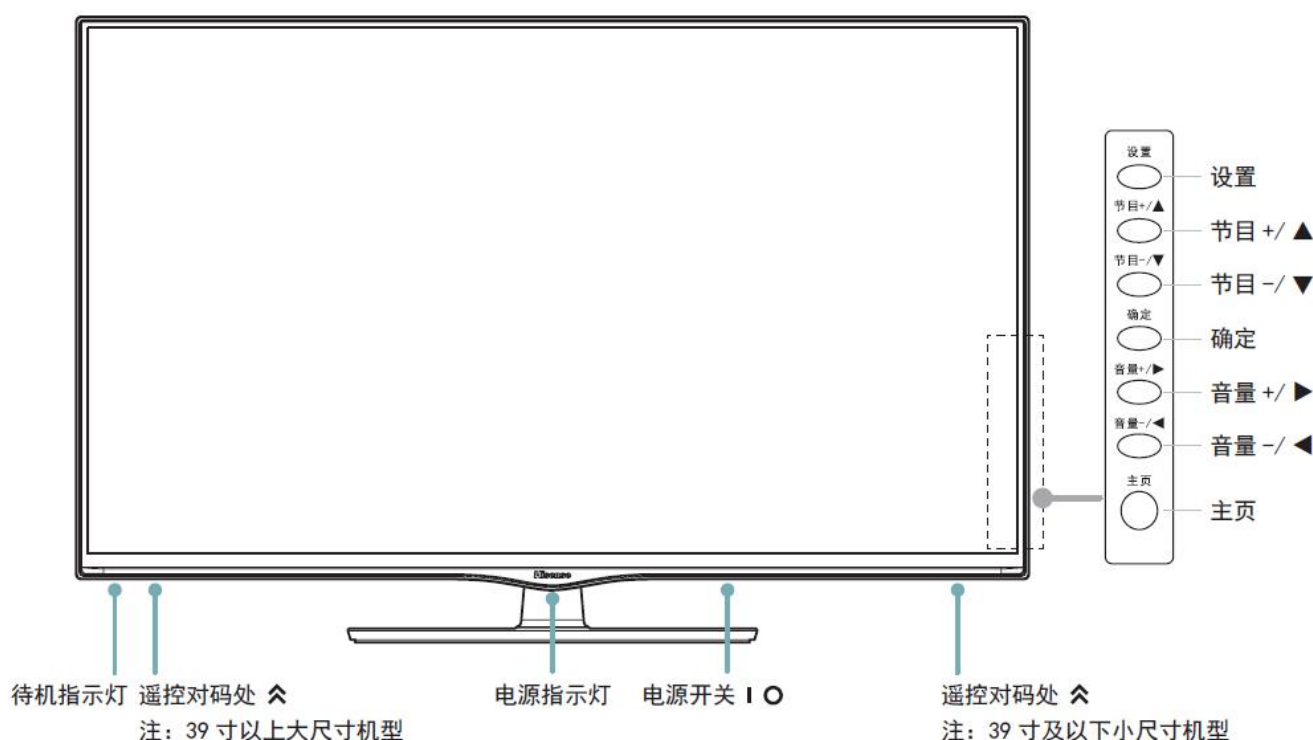 设置
设置
节目+/▲
节目 +/ ▲
节目-/▼
节目 -/ ▼
确定
确定
音量+/▶
音量 +/ ▶
音量-/◀
音量 -/ ◀
主页
主页
Hisense
待机指示灯 遥控对码处 电源指示灯 电源开关 I O 遥控对码处
注：39 寸以上大尺寸机型 注：39 寸及以下小尺寸机型